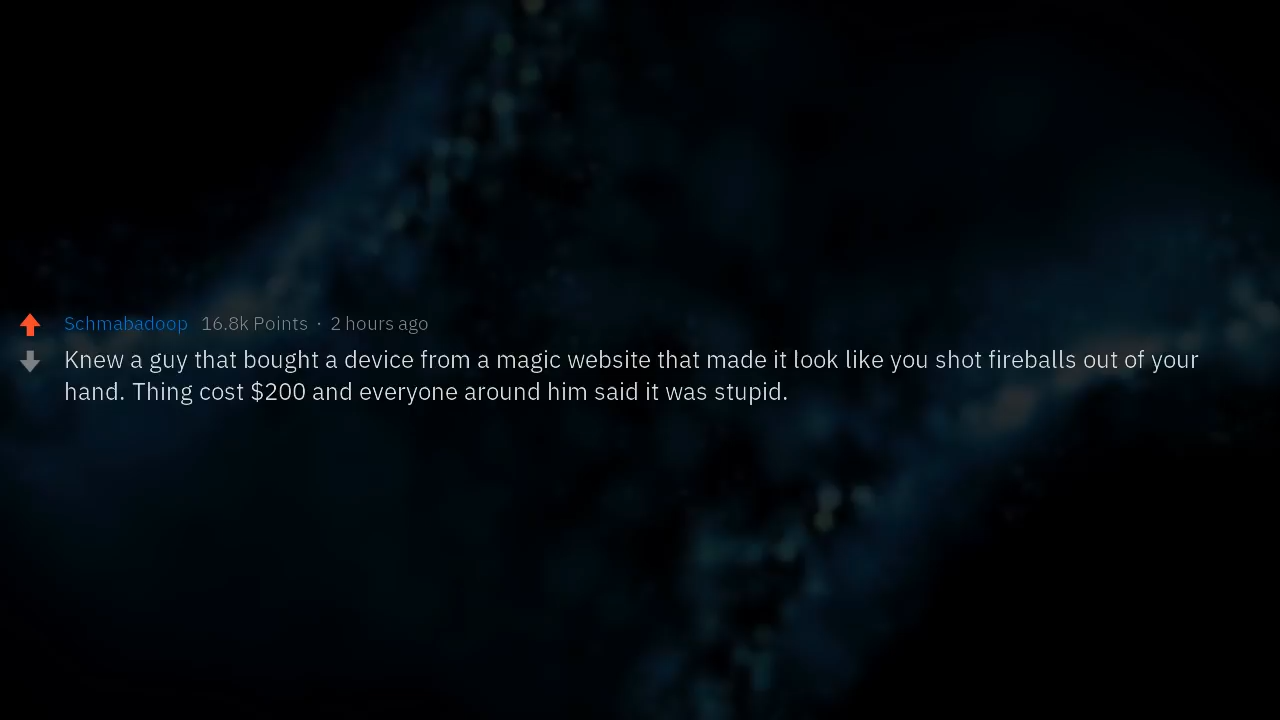 Schmabadoop 16.8k Points · 2 hours ago
Knew a guy that bought a device from a magic website that made it look like you shot fireballs out of your
hand. Thing cost $200 and everyone around him said it was stupid.